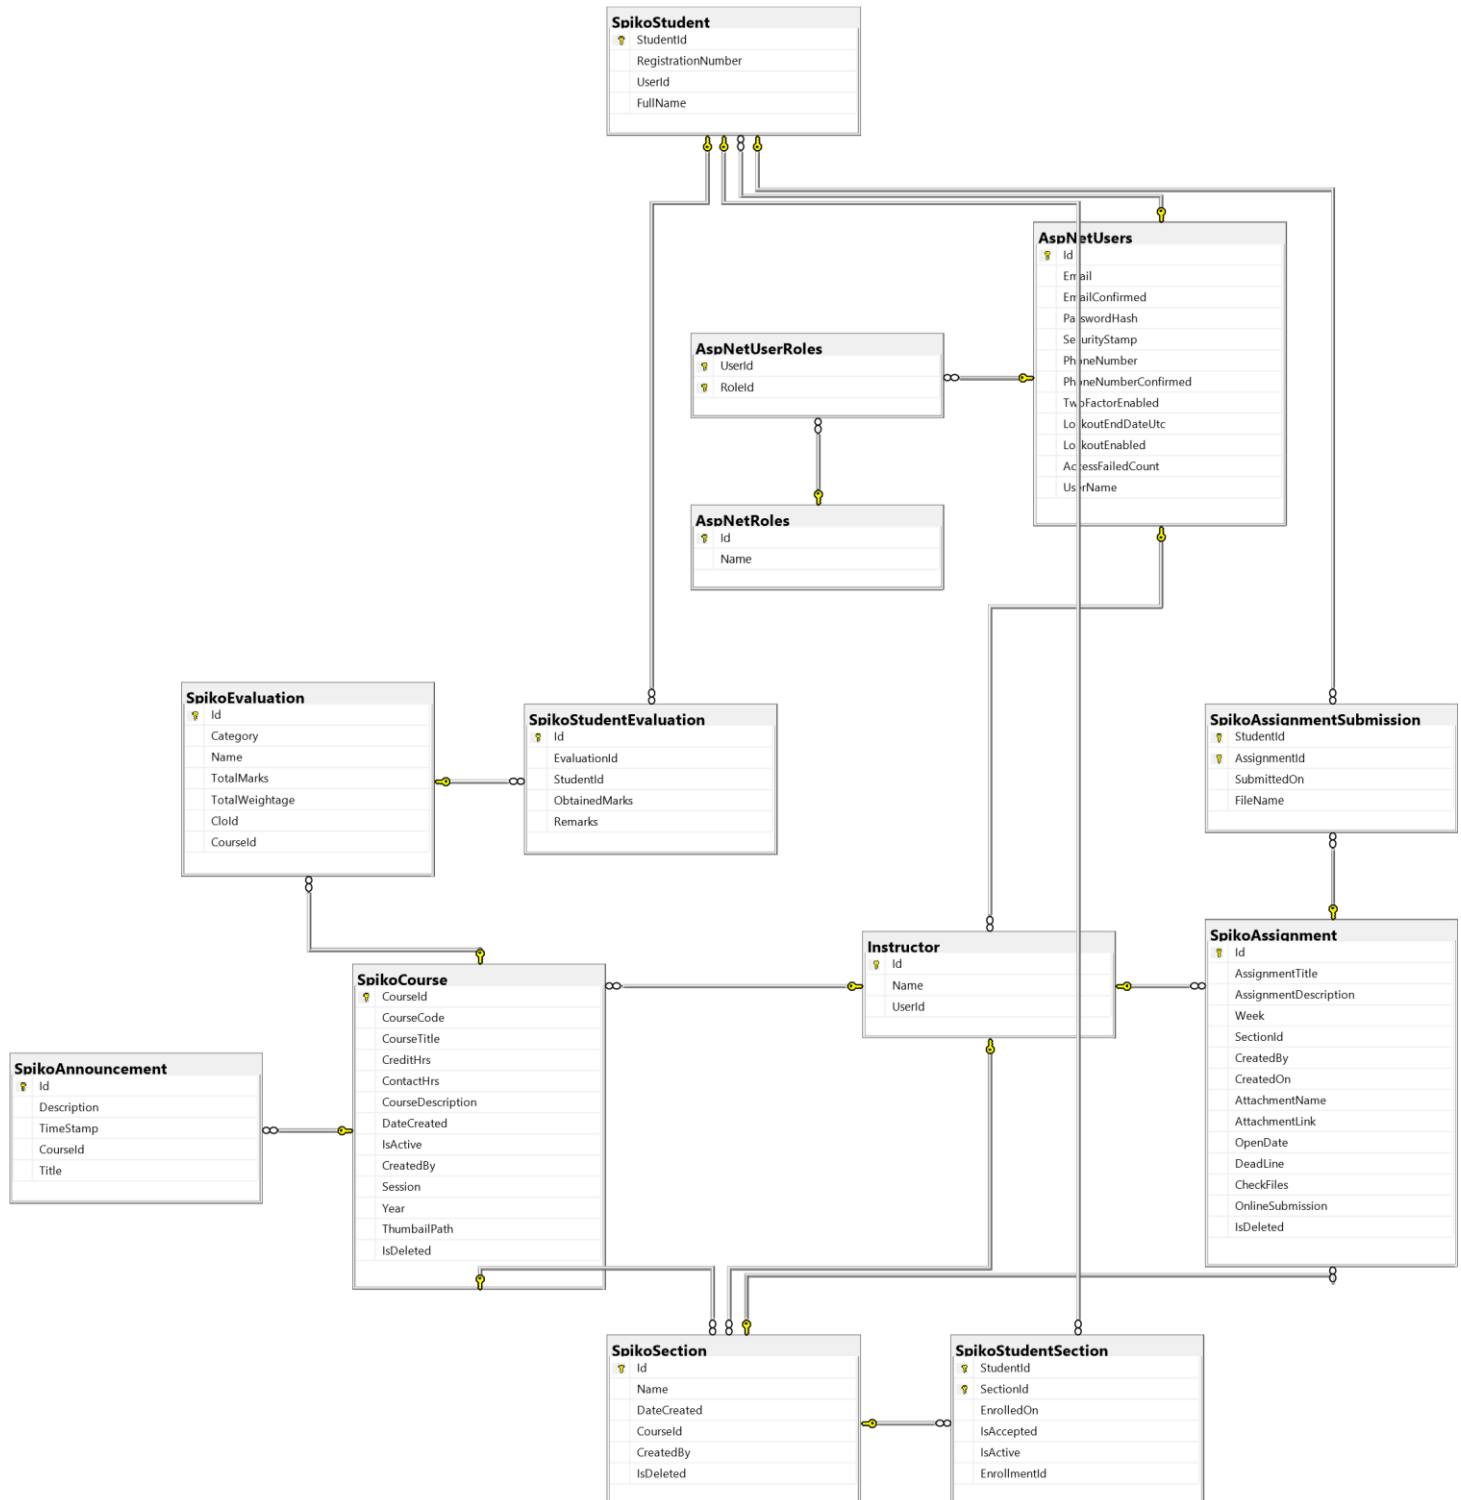 SpikoStudent
StudentId
RegistrationNumber
UserId
FullName
AspNetUsers
Id
Email
EmailConfirmed
PasswordHash
SecurityStamp
PhoneNumber
PhoneNumberConfirmed
TwoFactorEnabled
LockoutEndDateUtc
LockoutEnabled
AccessFailedCount
UserName
AspNetUserRoles
UserId
RoleId
AspNetRoles
Id
Name
SpikoEvaluation
Id
Category
Name
TotalMarks
TotalWeightage
CloId
CourseId
SpikoStudentEvaluation
Id
EvaluationId
StudentId
ObtainedMarks
Remarks
SpikoAssignmentSubmission
StudentId
AssignmentId
SubmittedOn
FileName
Instructor
Id
Name
UserId
SpikoAssignment
Id
AssignmentTitle
AssignmentDescription
Week
SectionId
CreatedBy
CreatedOn
AttachmentName
AttachmentLink
OpenDate
DeadLine
CheckFiles
OnlineSubmission
IsDeleted
SpikoCourse
CourseId
CourseCode
CourseTitle
CreditHrs
ContactHrs
CourseDescription
DateCreated
IsActive
CreatedBy
Session
Year
ThumbailPath
IsDeleted
SpikoAnnouncement
Id
Description
TimeStamp
CourseId
Title
SpikoSection
Id
Name
DateCreated
CourseId
CreatedBy
IsDeleted
SpikoStudentSection
StudentId
SectionId
EnrolledOn
IsAccepted
IsActive
EnrollmentId